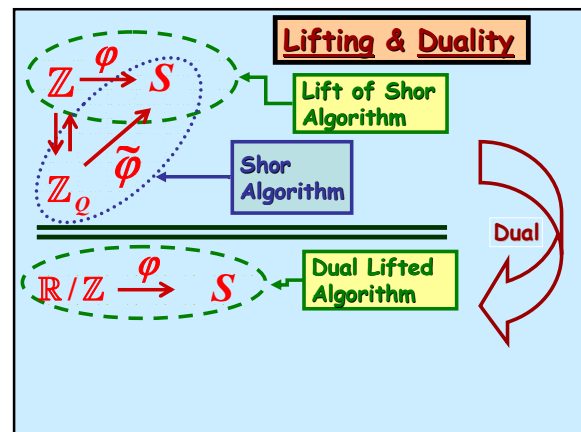 Lifting & Duality
ℤ φ S
Lift of Shor
Algorithm
ℤ_Q φ̃
Shor
Algorithm
Dual
ℝ / ℤ φ S
Dual Lifted
Algorithm